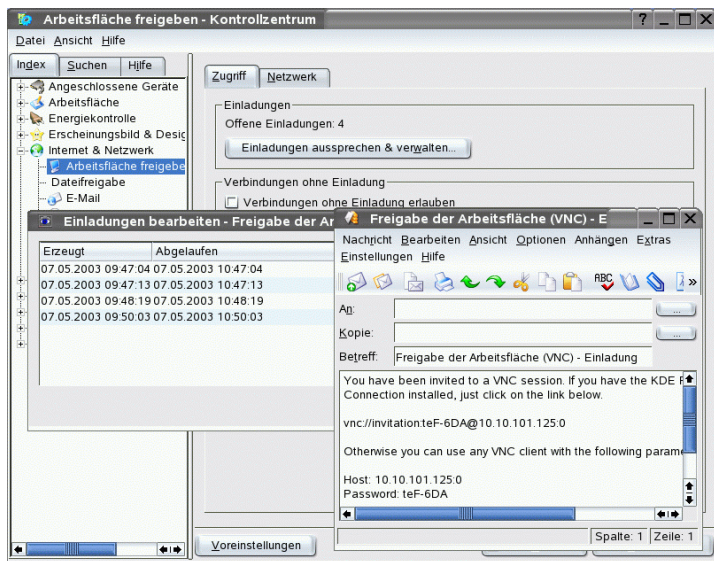 Arbeitsfläche freigeben - Kontrollzentrum
Datei Ansicht Hilfe
Index Suchen Hilfe
Angeschlossene Geräte
Arbeitsfläche
Energiekontrolle
Erscheinungsbild & Desig
Internet & Netzwerk
Arbeitsfläche freigebe
Dateifreigabe
E-Mail
Zugriff Netzwerk
Einladungen
Offene Einladungen: 4
Einladungen aussprechen & verwalten...
Verbindungen ohne Einladung
Verbindungen ohne Einladung erlauben
Einladungen bearbeiten - Freigabe der Ar
Erzeugt Abgelaufen
07.05.2003 09:47:04 07.05.2003 10:47:04
07.05.2003 09:47:13 07.05.2003 10:47:13
07.05.2003 09:48:19 07.05.2003 10:48:19
07.05.2003 09:50:03 07.05.2003 10:50:03
Freigabe der Arbeitsfläche (VNC) - E
Nachricht Bearbeiten Ansicht Optionen Anhängen Extras
Einstellungen Hilfe
ABC
An: ...
Kopie: ...
Betreff: Freigabe der Arbeitsfläche (VNC) - Einladung
You have been invited to a VNC session. If you have the KDE
Connection installed, just click on the link below.
vnc://invitation:teF-6DA@10.10.101.125:0
Otherwise you can use any VNC client with the following parame
Host: 10.10.101.125:0
Password: teF-6DA
Spalte: 1 Zeile: 1
Voreinstellungen